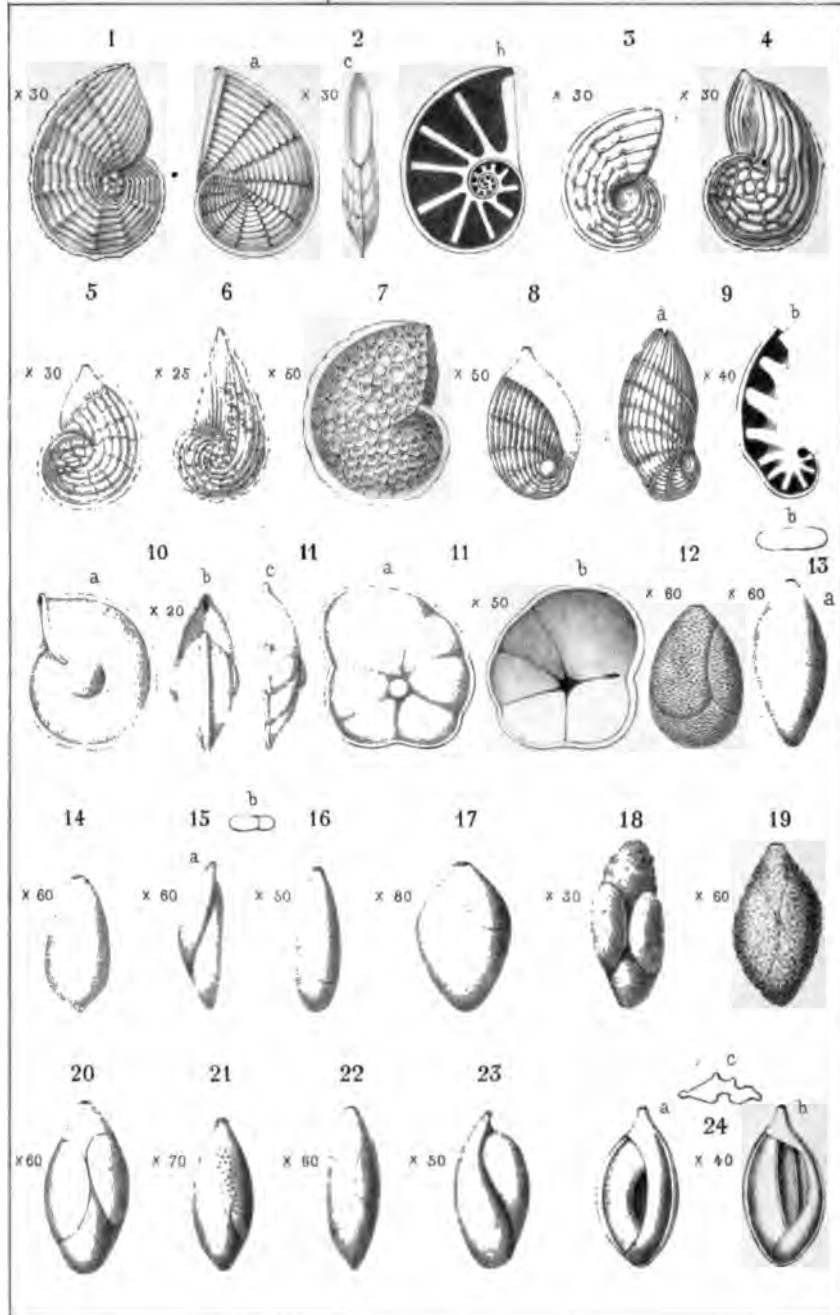 1 2 3 4
a c h
× 30 × 30 × 30 × 30
5 6 7 8 9
a b
× 30 × 25 × 50 × 50 × 40
b
10 11 11 12 13
a b c a b a
× 20 × 50 × 60 × 60
14 15 16 17 18 19
b
a
× 60 × 60 × 50 × 80 × 30 × 60
20 21 22 23 24
c
a b
× 60 × 70 × 60 × 50 × 40